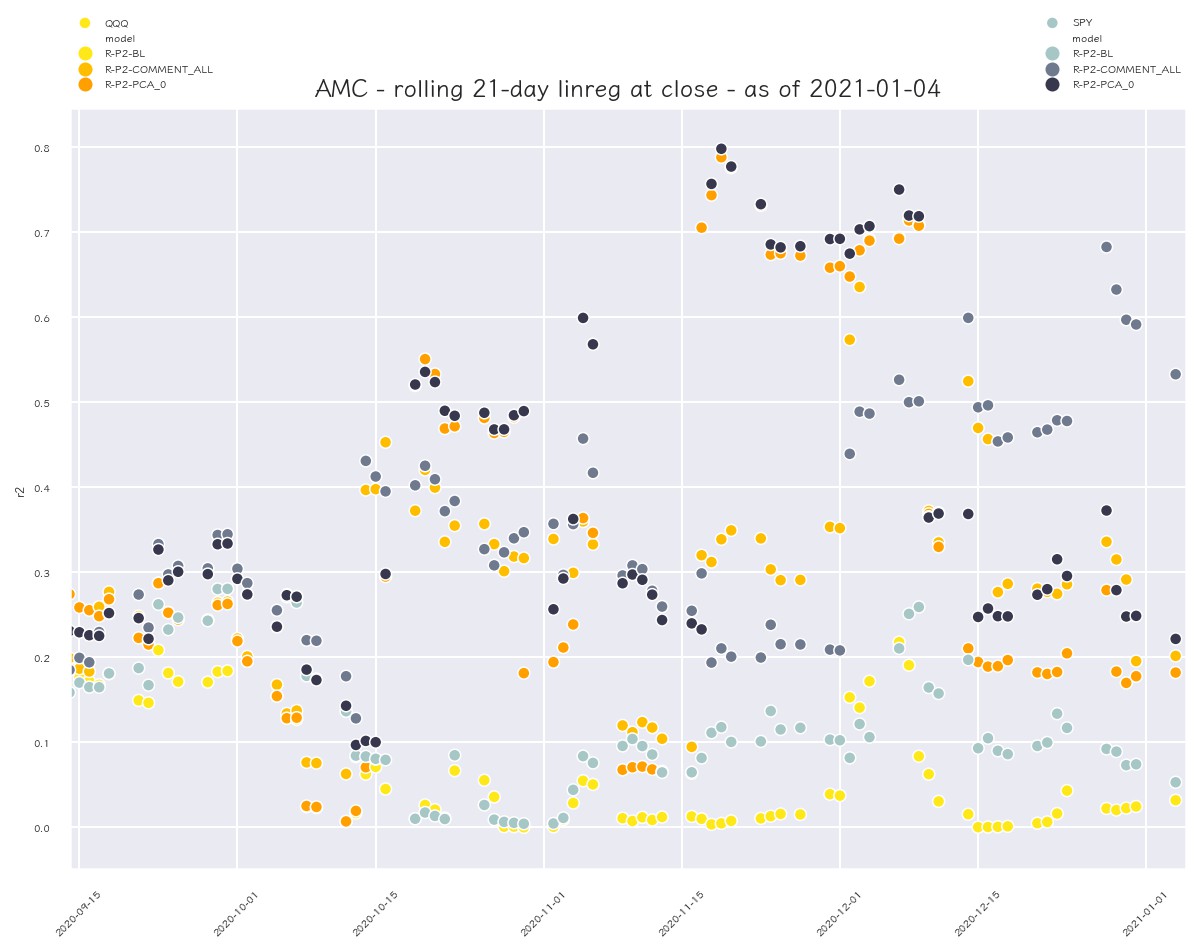 QQQ
model
R-P2-BL
R-P2-COMMENT_ALL
R-P2-PCA_0
SPY
model
R-P2-BL
R-P2-COMMENT_ALL
R-P2-PCA_0
AMC - rolling 21-day linreg at close - as of 2021-01-04
0.8
0.7
0.6
0.5
0.4
0.3
0.2
0.1
0.0
r2
2020-09-15
2020-10-01
2020-10-15
2020-11-01
2020-11-15
2020-12-01
2020-12-15
2021-01-01